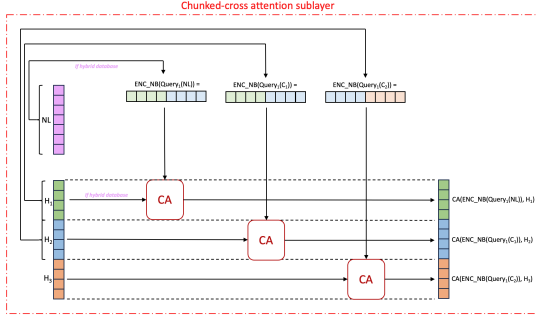 Chunked-cross attention sublayer
If hybrid database
ENC_NB(Query₁(NL)) =
ENC_NB(Query₁(C₁)) =
ENC_NB(Query₁(C₂)) =
NL
If hybrid database
H₁
CA
CA(ENC_NB(Query₁(NL)), H₁)
H₂
CA
CA(ENC_NB(Query₁(C₁)), H₂)
H₃
CA
CA(ENC_NB(Query₁(C₂)), H₃)